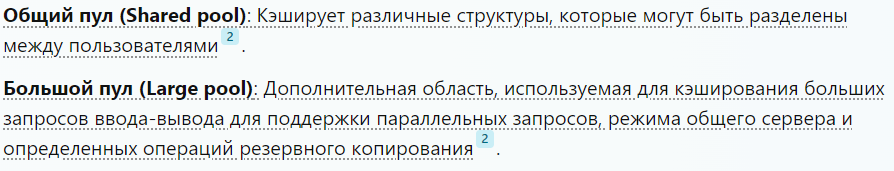 Общий пул (Shared pool): Кэширует различные структуры, которые могут быть разделены
между пользователями 2 .
Большой пул (Large pool): Дополнительная область, используемая для кэширования больших
запросов ввода-вывода для поддержки параллельных запросов, режима общего сервера и
определенных операций резервного копирования 2 .